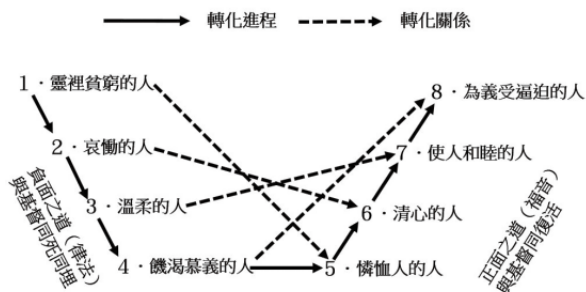 轉化進程 轉化關係
1．靈裡貧窮的人
8．為義受逼迫的人
2．哀慟的人
7．使人和睦的人
3．溫柔的人
6．清心的人
4．饑渴慕義的人
5．憐恤人的人
負面之道（律法）
與基督同死同埋
正面之道（福音）
與基督同復活